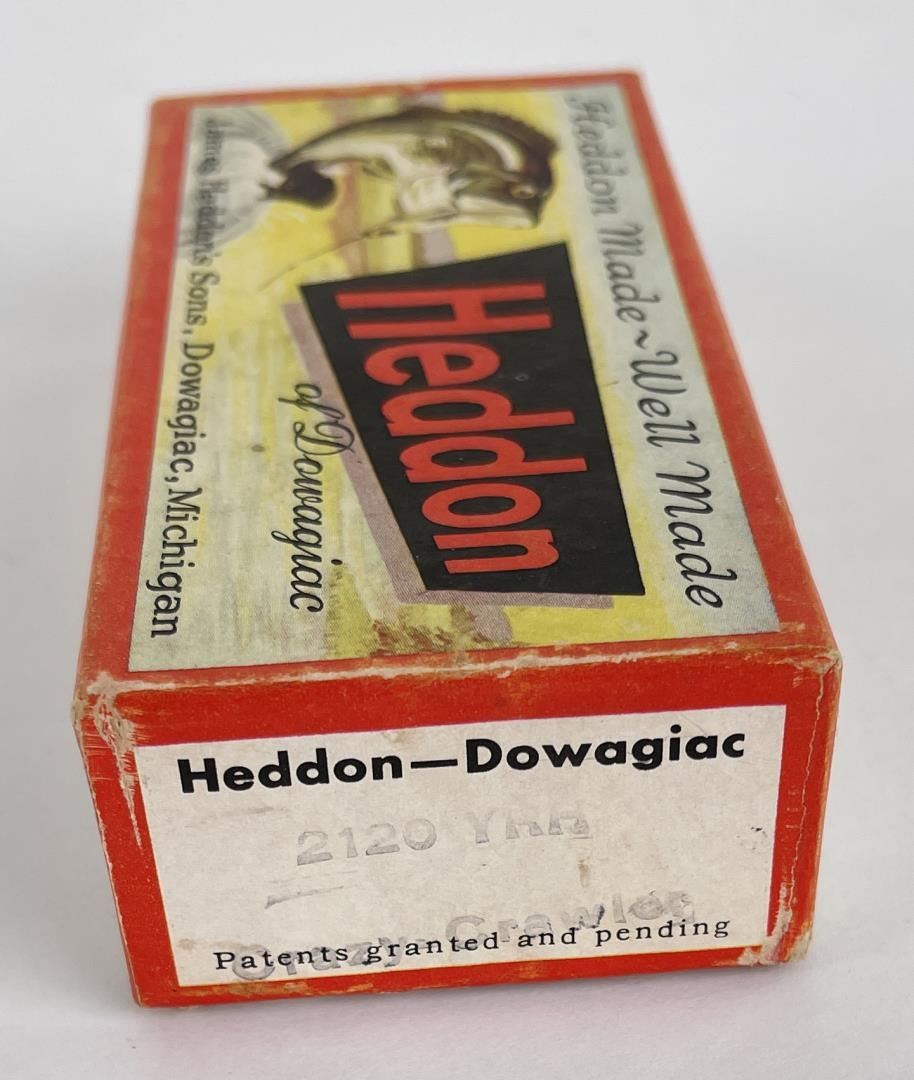 Heddon Made~Well Made
Heddon
of Dowagiac
James Heddon's Sons, Dowagiac, Michigan
Heddon—Dowagiac
2120
Crazy Crawler
Patents granted and pending